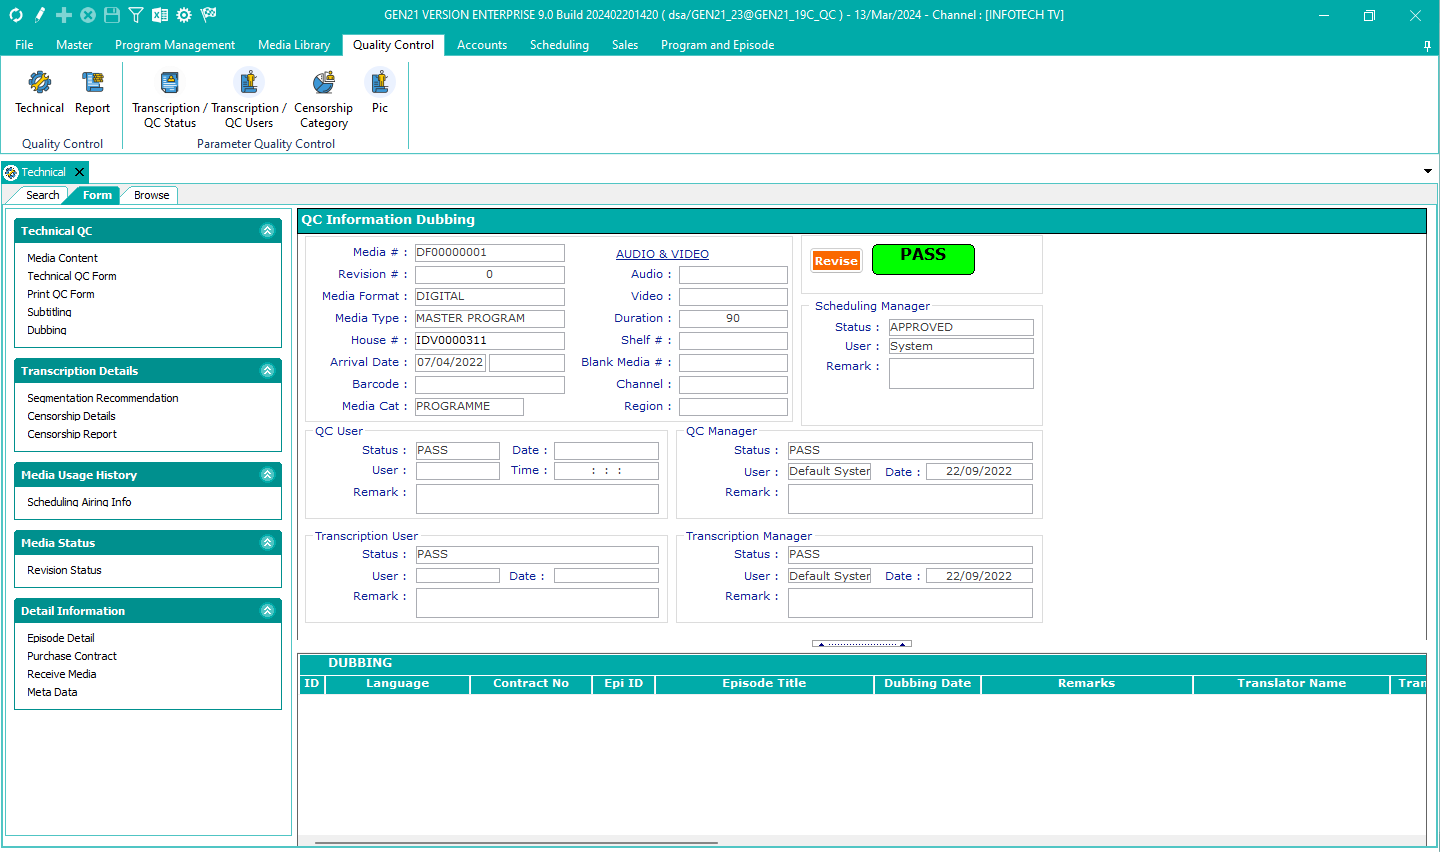 GEN21 VERSION ENTERPRISE 9.0 Build 202402201420 ( dsa/GEN21_23@GEN21_19C_QC ) - 13/Mar/2024 - Channel : [INFOTECH TV]
File Master Program Management Media Library Quality Control Accounts Scheduling Sales Program and Episode
Technical Report
Quality Control
Transcription / QC Status Transcription / QC Users Censorship Category Pic
Parameter Quality Control
Technical
Search Form Browse
Technical QC
Media Content
Technical QC Form
Print QC Form
Subtitling
Dubbing
Transcription Details
Segmentation Recommendation
Censorship Details
Censorship Report
Media Usage History
Scheduling Airing Info
Media Status
Revision Status
Detail Information
Episode Detail
Purchase Contract
Receive Media
Meta Data
QC Information Dubbing
Media # : DF00000001
Revision # : 0
Media Format : DIGITAL
Media Type : MASTER PROGRAM
House # : IDV0000311
Arrival Date : 07/04/2022
Barcode :
Media Cat : PROGRAMME
AUDIO & VIDEO
Audio :
Video :
Duration : 90
Shelf # :
Blank Media # :
Channel :
Region :
Revise PASS
Scheduling Manager
Status : APPROVED
User : System
Remark :
QC User
Status : PASS Date :
User : Time : : : :
Remark :
QC Manager
Status : PASS
User : Default Syster Date : 22/09/2022
Remark :
Transcription User
Status : PASS
User : Date :
Remark :
Transcription Manager
Status : PASS
User : Default Syster Date : 22/09/2022
Remark :
DUBBING
ID Language Contract No Epi ID Episode Title Dubbing Date Remarks Translator Name Tran